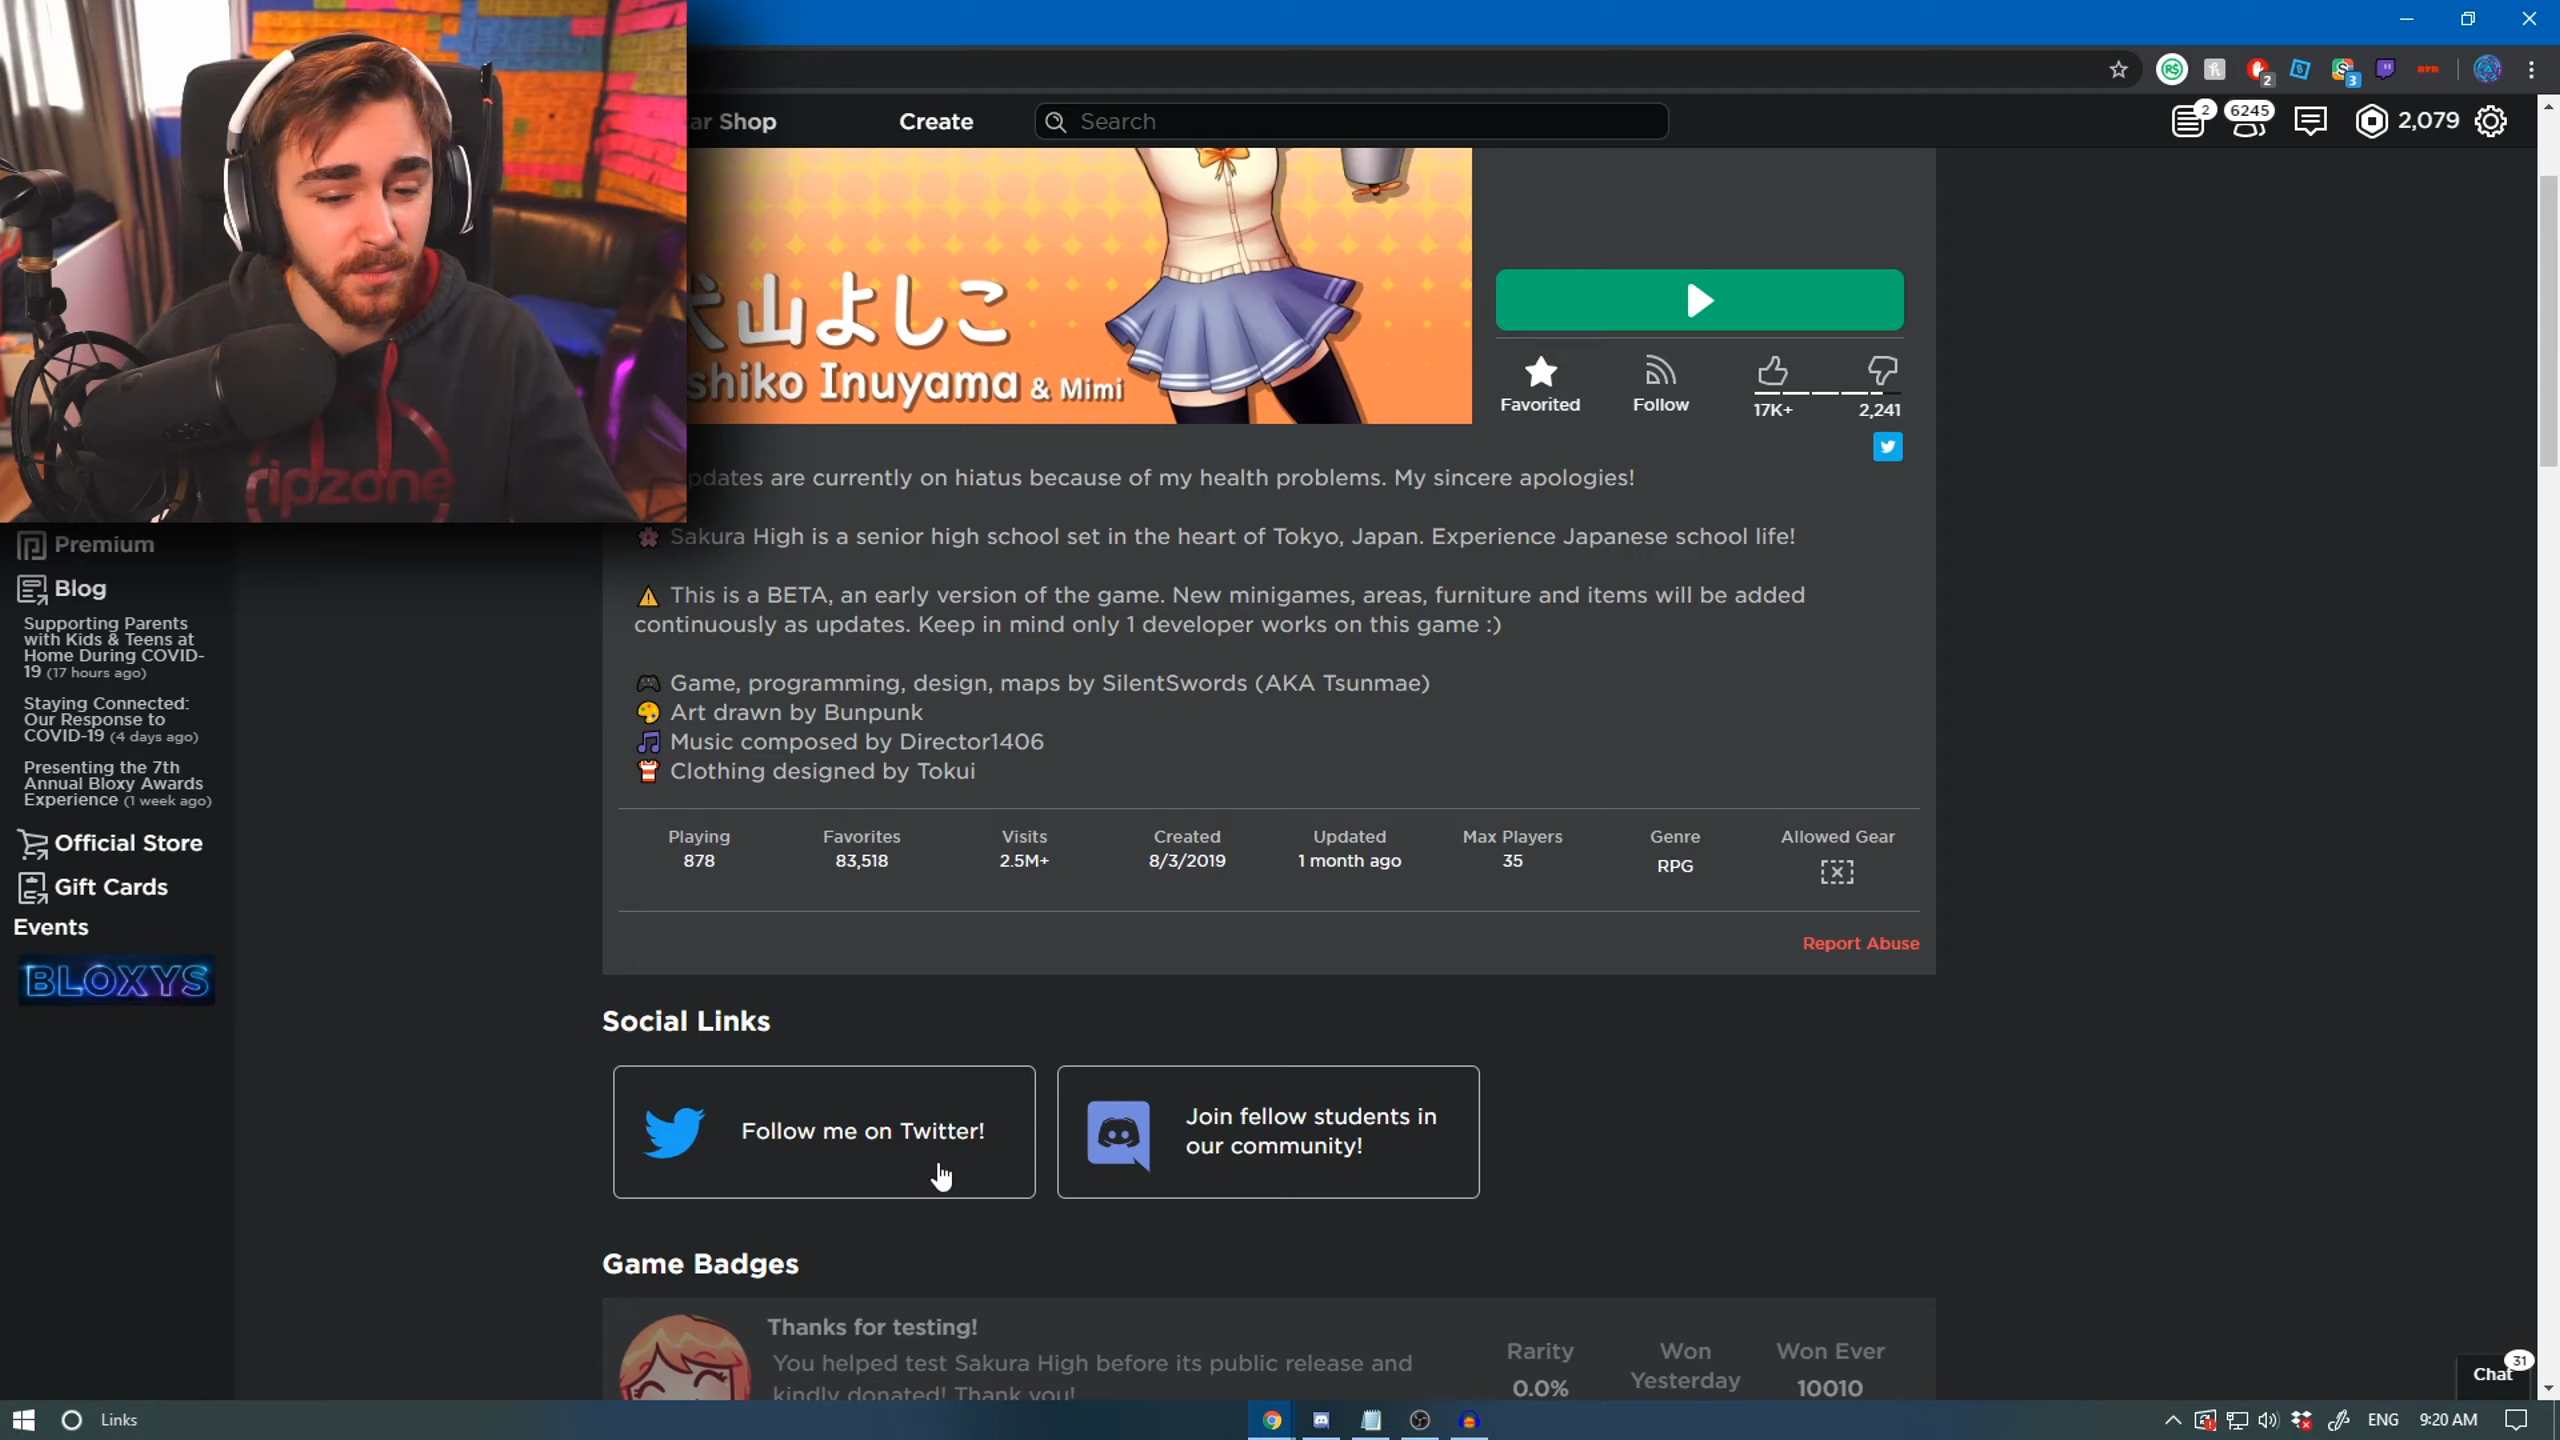 ar Shop
Create
Search
2
6245
2,079
2
3
犬山よしこ
shiko Inuyama & Mimi
ripzone
Favorited
Follow
17K+
2,241
pdates are currently on hiatus because of my health problems. My sincere apologies!
Sakura High is a senior high school set in the heart of Tokyo, Japan. Experience Japanese school life!
This is a BETA, an early version of the game. New minigames, areas, furniture and items will be added
continuously as updates. Keep in mind only 1 developer works on this game :)
Game, programming, design, maps by SilentSwords (AKA Tsunmae)
Art drawn by Bunpunk
Music composed by Director1406
Clothing designed by Tokui
Premium
Blog
Supporting Parents
with Kids & Teens at
Home During COVID-
19 (17 hours ago)
Staying Connected:
Our Response to
COVID-19 (4 days ago)
Presenting the 7th
Annual Bloxy Awards
Experience (1 week ago)
Official Store
Gift Cards
Events
BLOXYS
Playing
878
Favorites
83,518
Visits
2.5M+
Created
8/3/2019
Updated
1 month ago
Max Players
35
Genre
RPG
Allowed Gear
Report Abuse
Social Links
Follow me on Twitter!
Join fellow students in
our community!
Game Badges
Thanks for testing!
You helped test Sakura High before its public release and
kindly donated! Thank you!
Rarity
0.0%
Won
Yesterday
Won Ever
10010
Chat
31
Links
ENG
9:20 AM